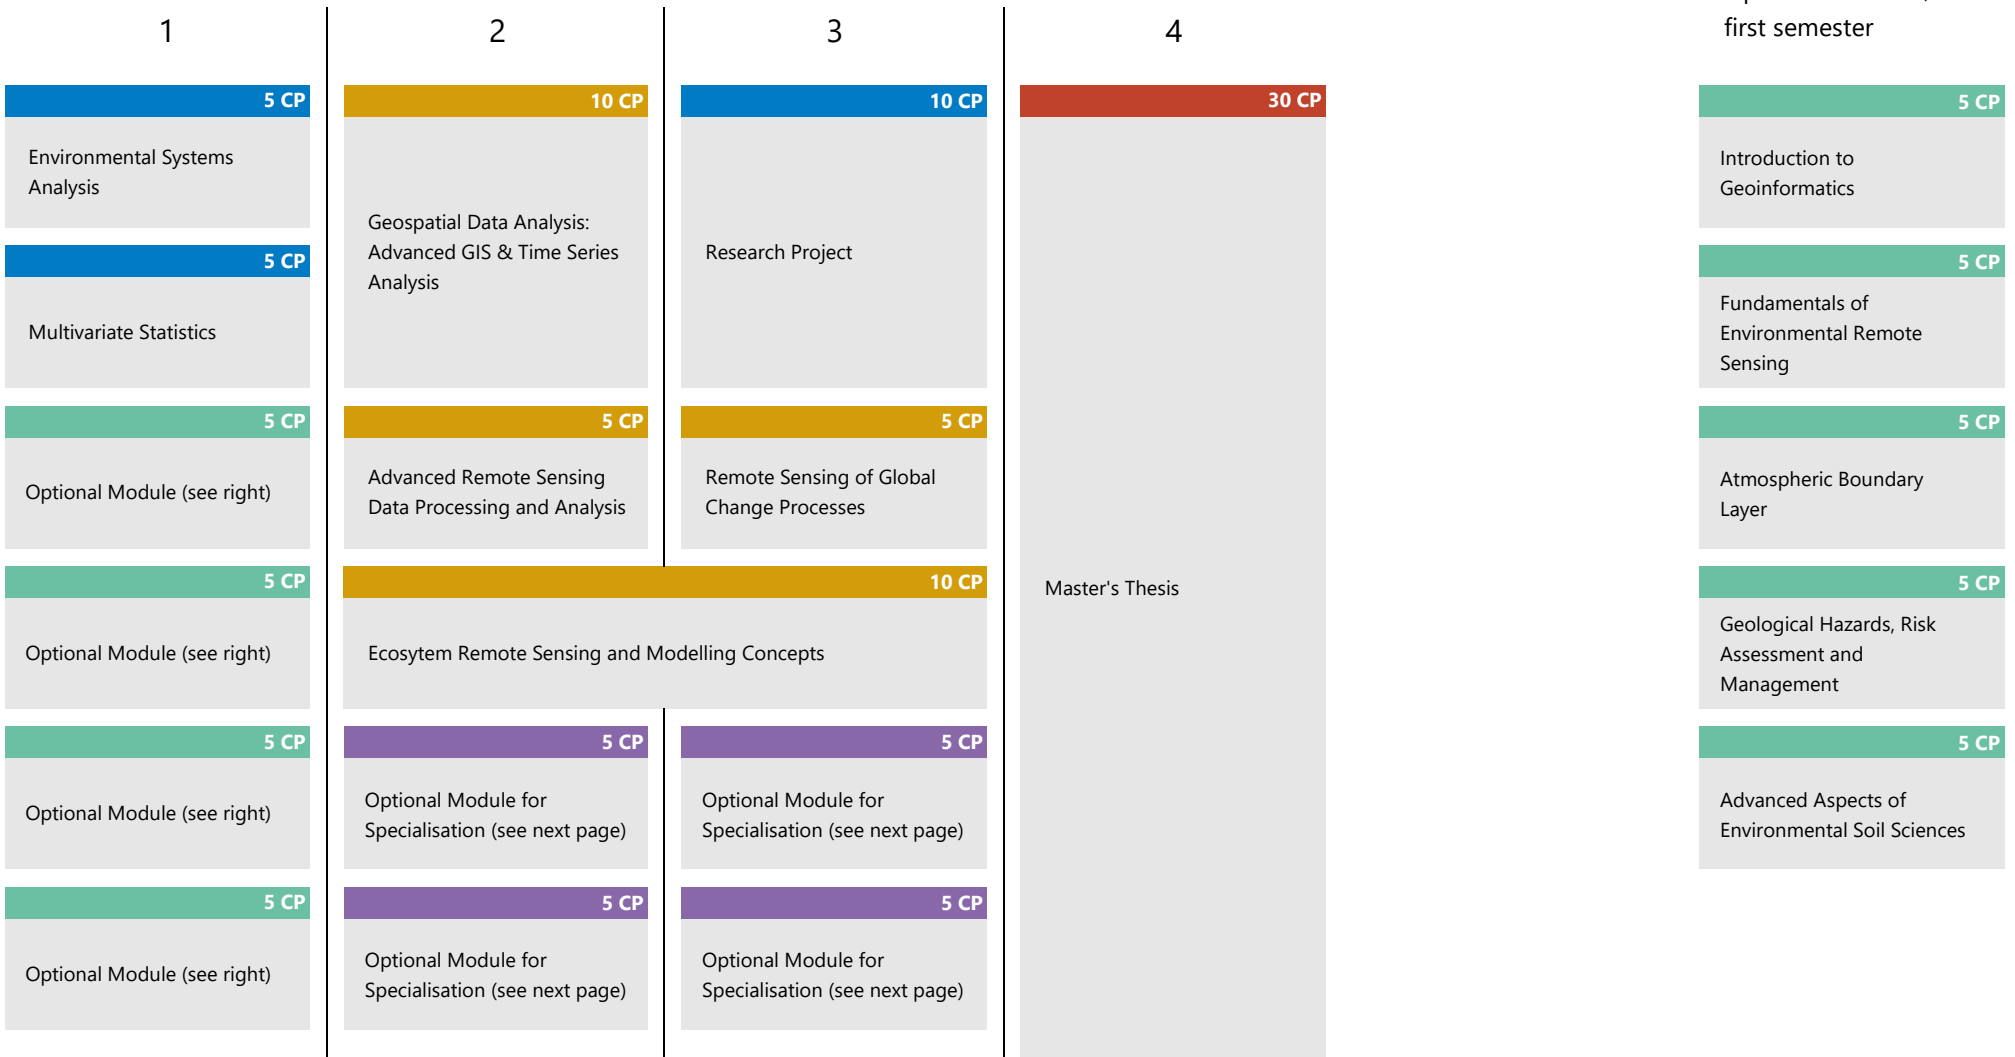 1
5 CP
Environmental Systems
Analysis
5 CP
Multivariate Statistics
5 CP
Optional Module (see right)
5 CP
Optional Module (see right)
5 CP
Optional Module (see right)
5 CP
Optional Module (see right)
2
10 CP
Geospatial Data Analysis:
Advanced GIS & Time Series
Analysis
5 CP
Advanced Remote Sensing
Data Processing and Analysis
3
10 CP
Research Project
5 CP
Remote Sensing of Global
Change Processes
10 CP
Ecosytem Remote Sensing and Modelling Concepts
5 CP
Optional Module for
Specialisation (see next page)
5 CP
Optional Module for
Specialisation (see next page)
5 CP
Optional Module for
Specialisation (see next page)
5 CP
Optional Module for
Specialisation (see next page)
4
30 CP
Master's Thesis
first semester
5 CP
Introduction to
Geoinformatics
5 CP
Fundamentals of
Environmental Remote
Sensing
5 CP
Atmospheric Boundary
Layer
5 CP
Geological Hazards, Risk
Assessment and
Management
5 CP
Advanced Aspects of
Environmental Soil Sciences